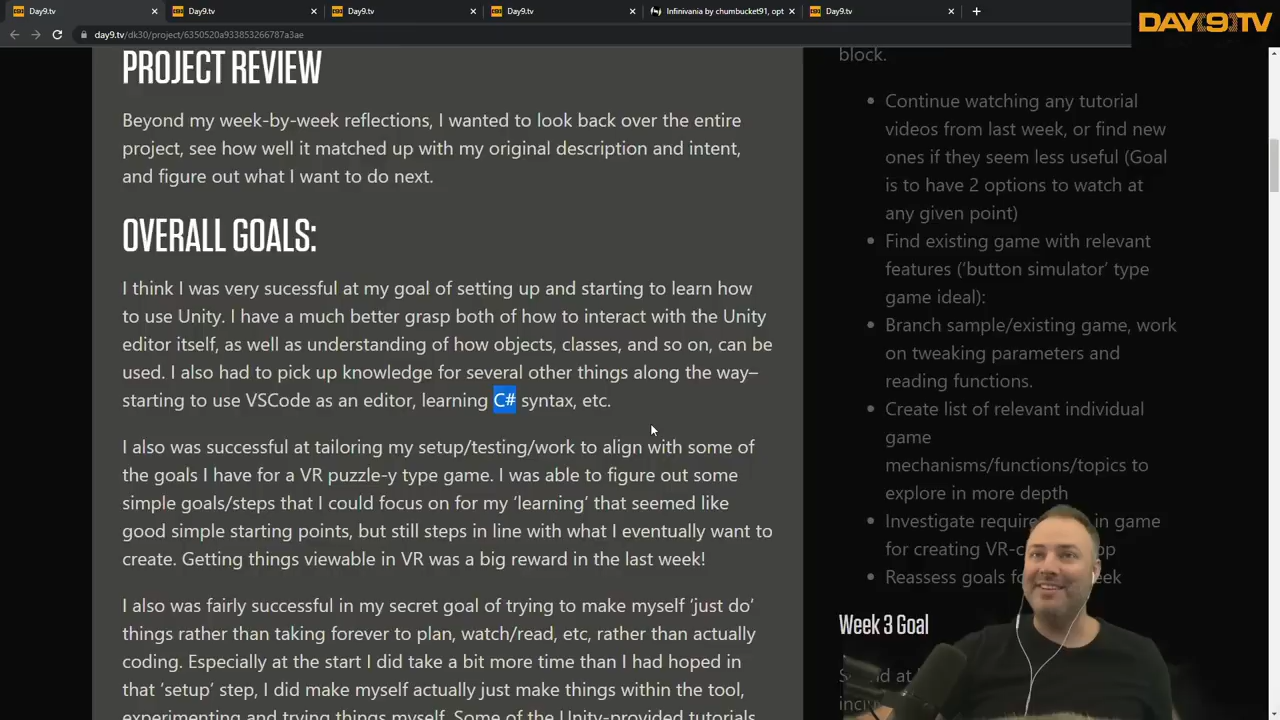 Day9.tv
Day9.tv
Day9.tv
Day9.tv
Infinivania by chumbucket91, opt
Day9.tv
DAY[9]TV
day9.tv/dk30/project/6350520a933853266787a3ae
PROJECT REVIEW
Beyond my week-by-week reflections, I wanted to look back over the entire
project, see how well it matched up with my original description and intent,
and figure out what I want to do next.
OVERALL GOALS:
I think I was very sucessful at my goal of setting up and starting to learn how
to use Unity. I have a much better grasp both of how to interact with the Unity
editor itself, as well as understanding of how objects, classes, and so on, can be
used. I also had to pick up knowledge for several other things along the way–
starting to use VSCode as an editor, learning C# syntax, etc.
I also was successful at tailoring my setup/testing/work to align with some of
the goals I have for a VR puzzle-y type game. I was able to figure out some
simple goals/steps that I could focus on for my ‘learning’ that seemed like
good simple starting points, but still steps in line with what I eventually want to
create. Getting things viewable in VR was a big reward in the last week!
I also was fairly successful in my secret goal of trying to make myself ‘just do’
things rather than taking forever to plan, watch/read, etc, rather than actually
coding. Especially at the start I did take a bit more time than I had hoped in
that ‘setup’ step, I did make myself actually just make things within the tool,
experimenting and trying things myself. Some of the Unity-provided tutorials
block.
Continue watching any tutorial
videos from last week, or find new
ones if they seem less useful (Goal
is to have 2 options to watch at
any given point)
Find existing game with relevant
features (‘button simulator’ type
game ideal):
Branch sample/existing game, work
on tweaking parameters and
reading functions.
Create list of relevant individual
game
mechanisms/functions/topics to
explore in more depth
Investigate in game
for creating
Reassess goals
Week 3 Goal